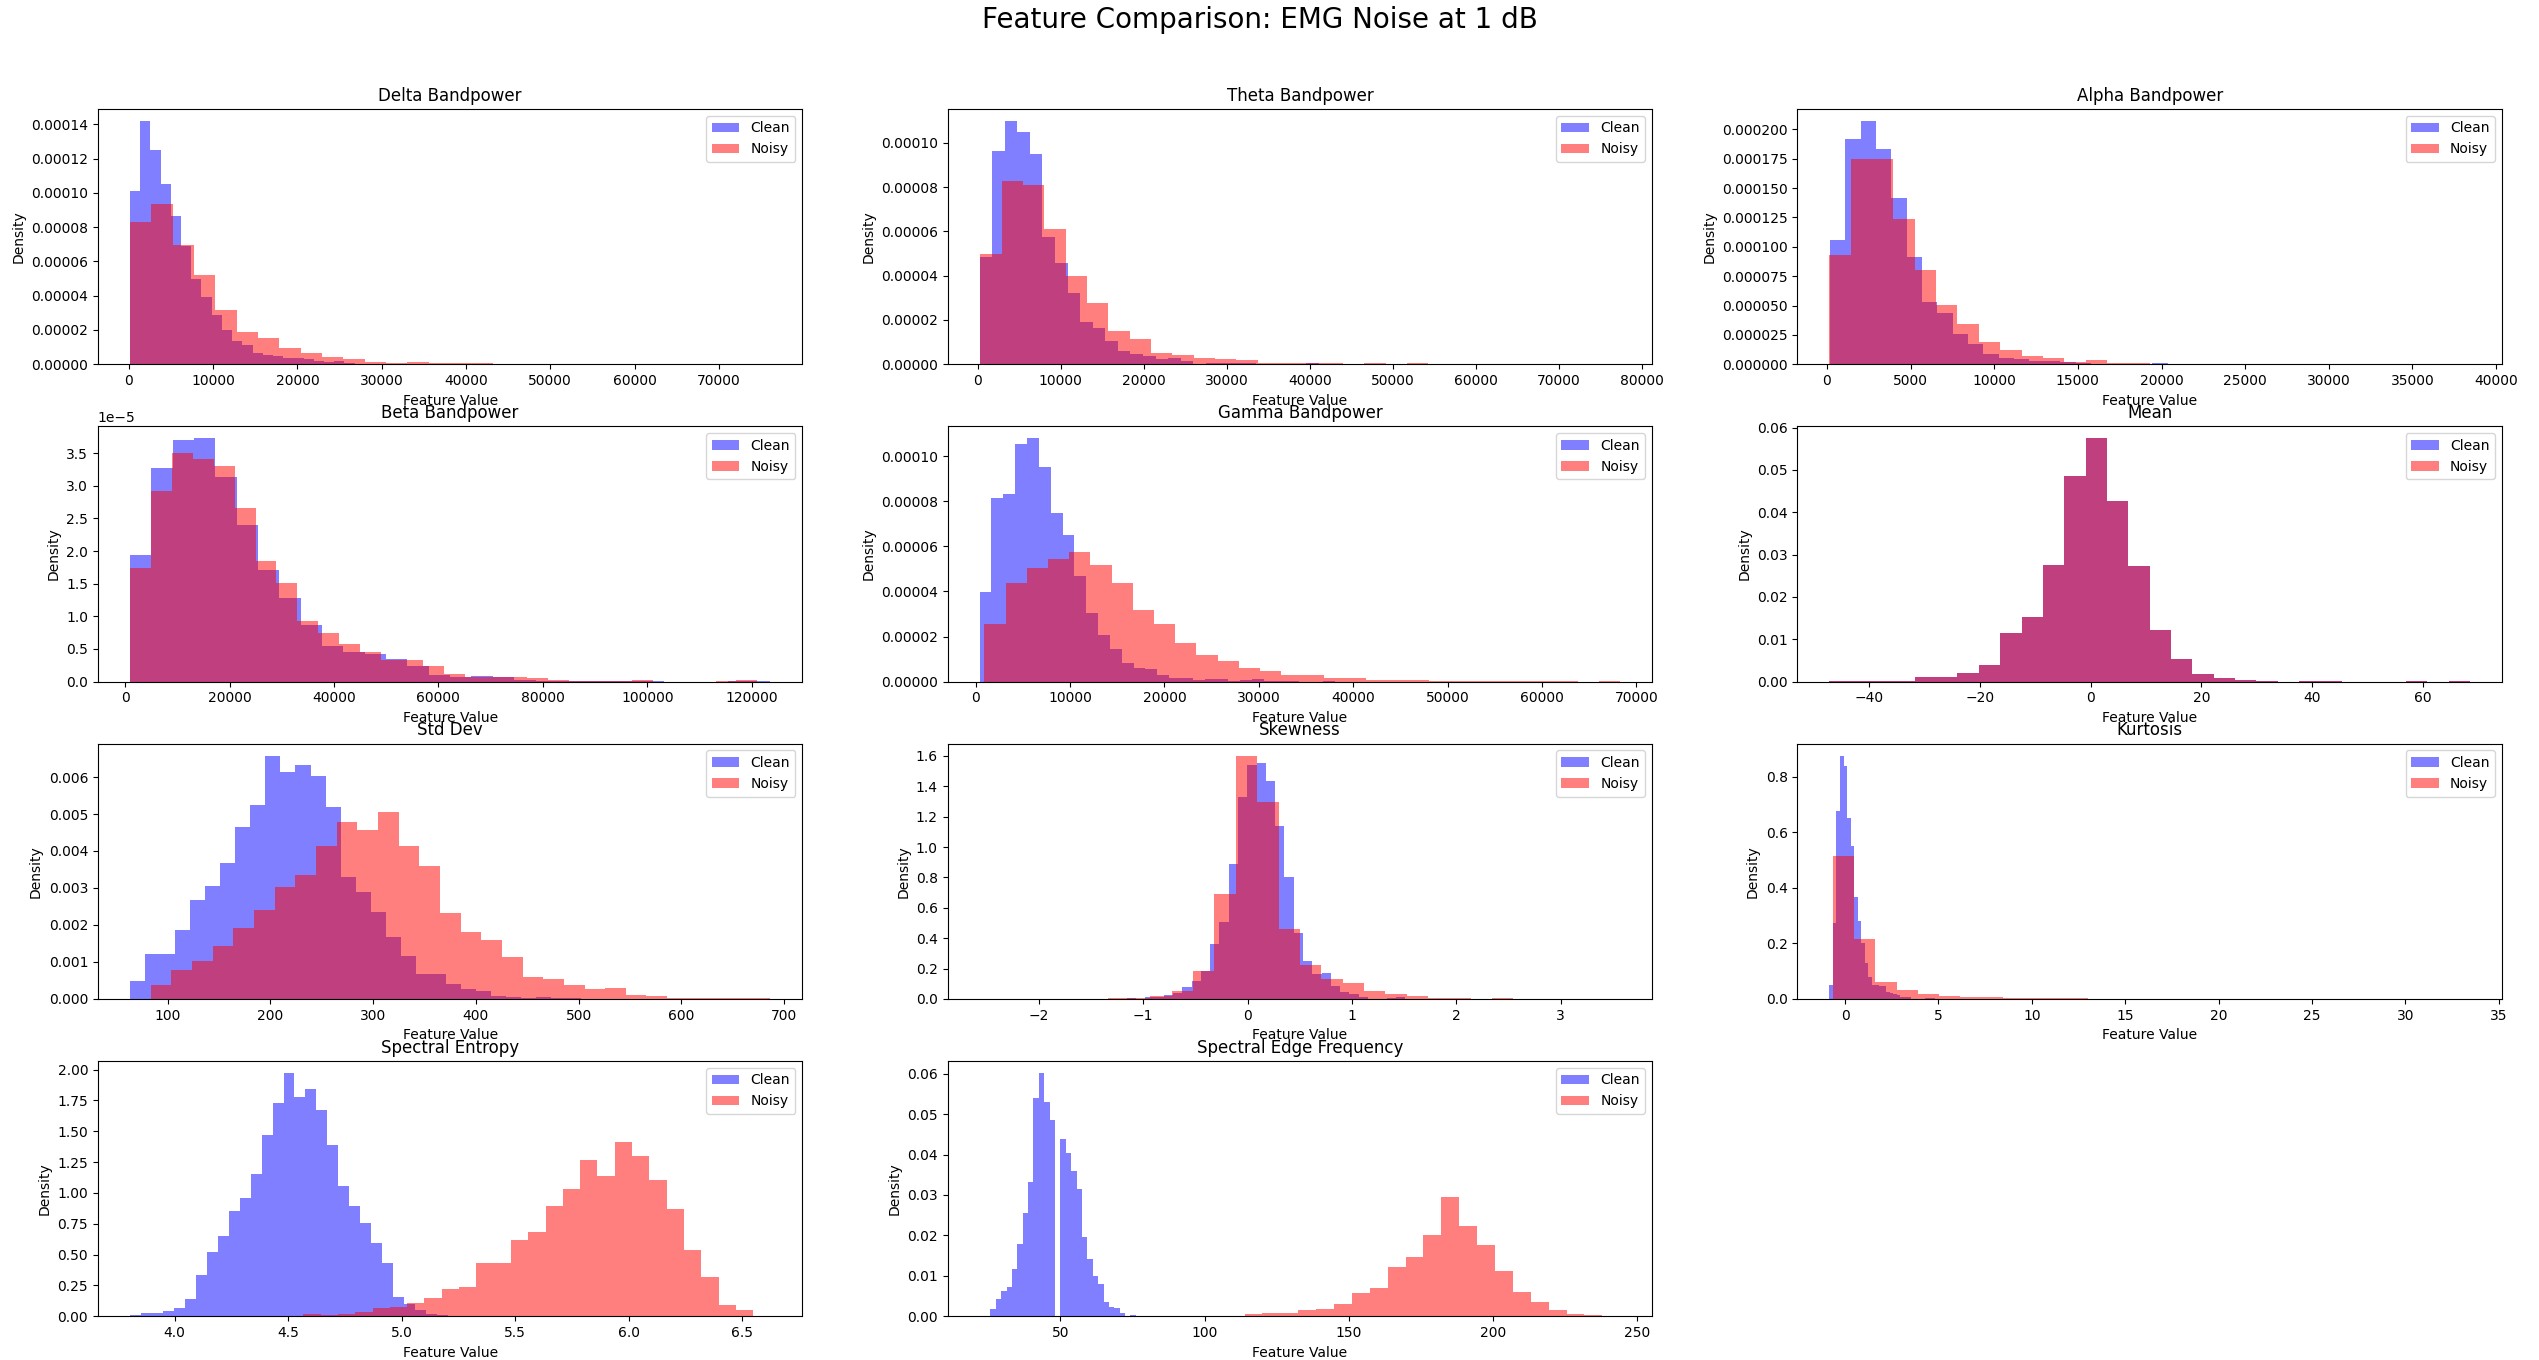 Feature Comparison: EMG Noise at 1 dB
Delta Bandpower
Density
0.00014
0.00012
0.00010
0.00008
0.00006
0.00004
0.00002
0.00000
0 10000 20000 30000 40000 50000 60000 70000
Feature Value
Clean
Noisy
Theta Bandpower
Density
0.00010
0.00008
0.00006
0.00004
0.00002
0.00000
0 10000 20000 30000 40000 50000 60000 70000 80000
Feature Value
Clean
Noisy
Alpha Bandpower
Density
0.000200
0.000175
0.000150
0.000125
0.000100
0.000075
0.000050
0.000025
0.000000
0 5000 10000 15000 20000 25000 30000 35000 40000
Feature Value
Clean
Noisy
Beta Bandpower
1e−5
Density
3.5
3.0
2.5
2.0
1.5
1.0
0.5
0.0
0 20000 40000 60000 80000 100000 120000
Feature Value
Clean
Noisy
Gamma Bandpower
Density
0.00010
0.00008
0.00006
0.00004
0.00002
0.00000
0 10000 20000 30000 40000 50000 60000 70000
Feature Value
Clean
Noisy
Mean
Density
0.06
0.05
0.04
0.03
0.02
0.01
0.00
−40 −20 0 20 40 60
Feature Value
Clean
Noisy
Std Dev
Density
0.006
0.005
0.004
0.003
0.002
0.001
0.000
100 200 300 400 500 600 700
Feature Value
Clean
Noisy
Skewness
Density
1.6
1.4
1.2
1.0
0.8
0.6
0.4
0.2
0.0
−2 −1 0 1 2 3
Feature Value
Clean
Noisy
Kurtosis
Density
0.8
0.6
0.4
0.2
0.0
0 5 10 15 20 25 30 35
Feature Value
Clean
Noisy
Spectral Entropy
Density
2.00
1.75
1.50
1.25
1.00
0.75
0.50
0.25
0.00
4.0 4.5 5.0 5.5 6.0 6.5
Feature Value
Clean
Noisy
Spectral Edge Frequency
Density
0.06
0.05
0.04
0.03
0.02
0.01
0.00
50 100 150 200 250
Feature Value
Clean
Noisy